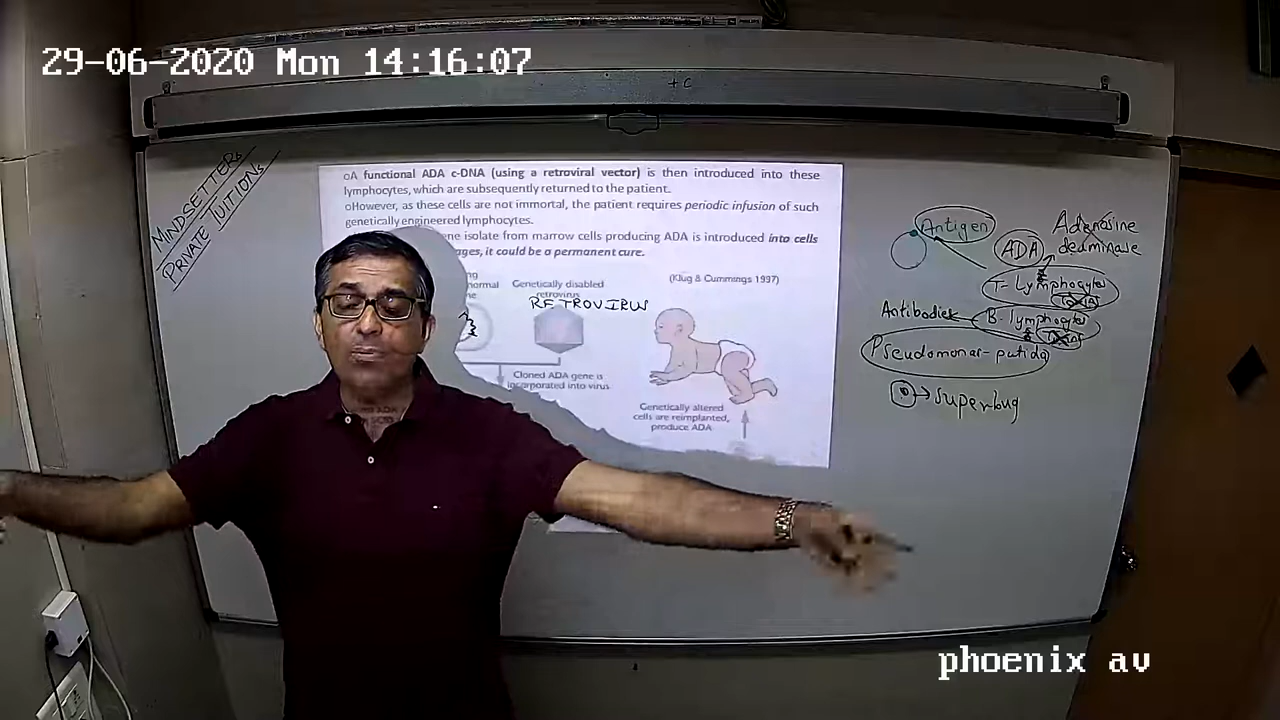 29-06-2020 Mon 14:16:07
+C
MINDSETTERS
PRIVATE TUITIONS
oA functional ADA c-DNA (using a retroviral vector) is then introduced into these
lymphocytes, which are subsequently returned to the patient.
oHowever, as these cells are not immortal, the patient requires periodic infusion of such
genetically engineered lymphocytes.
isolate from marrow cells producing ADA is introduced into cells
it could be a permanent cure.
Genetically disabled
retrovirus
RETROVIRUS
(Klug & Cummings 1997)
Cloned ADA gene is
incorporated into virus
Genetically altered
cells are reimplanted,
produce ADA
Antigen
ADA
Adenosine
deaminase
T-Lymphocytes
Toxins
Antibodies
B-lymphocytes
Pseudomonas-putida
→Superbug
phoenix av